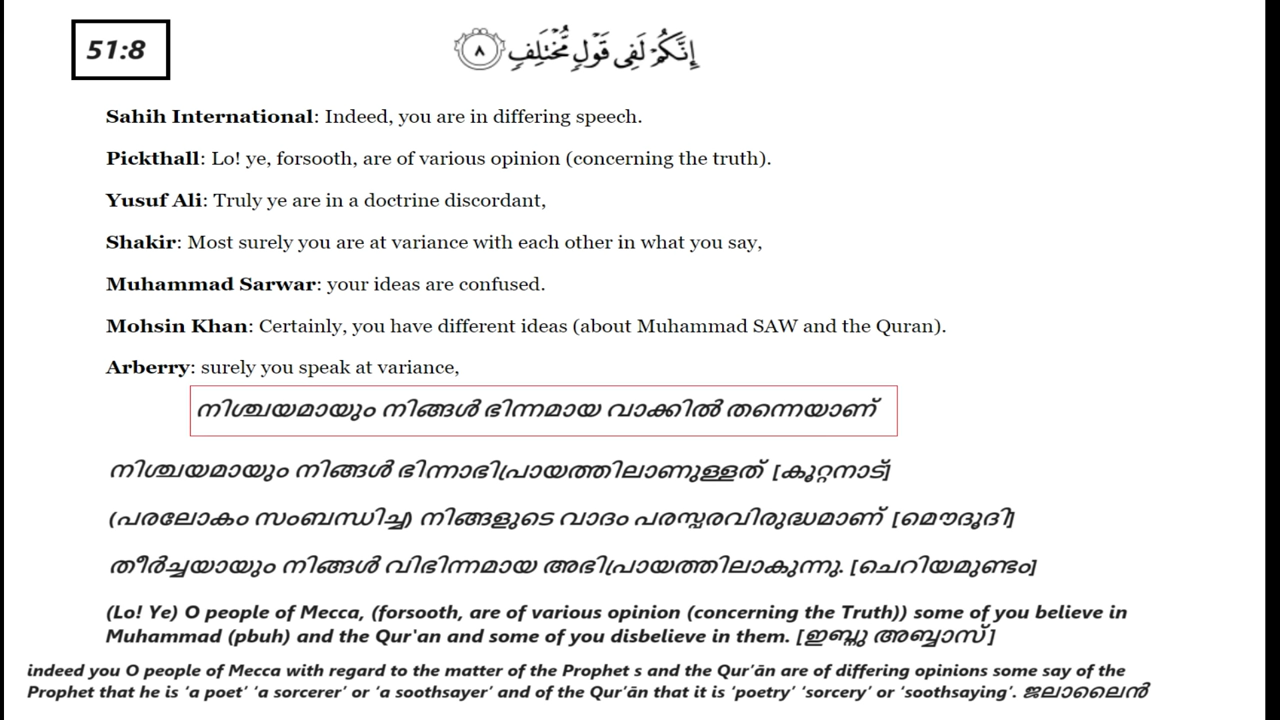 51:8
إِنَّكُمْ لَفِى قَوْلٍ مُّخْتَلِفٍ ٨
Sahih International: Indeed, you are in differing speech.
Pickthall: Lo! ye, forsooth, are of various opinion (concerning the truth).
Yusuf Ali: Truly ye are in a doctrine discordant,
Shakir: Most surely you are at variance with each other in what you say,
Muhammad Sarwar: your ideas are confused.
Mohsin Khan: Certainly, you have different ideas (about Muhammad SAW and the Quran).
Arberry: surely you speak at variance,
നിശ്ചയമായും നിങ്ങൾ ഭിന്നമായ വാക്കിൽ തന്നെയാണ്
നിശ്ചയമായും നിങ്ങൾ ഭിന്നാഭിപ്രായത്തിലാണുള്ളത് [കൂറ്റനാട്]
(പരലോകം സംബന്ധിച്ച) നിങ്ങളുടെ വാദം പരസ്പരവിരുദ്ധമാണ് [മൌദൂദി]
തീർച്ചയായും നിങ്ങൾ വിഭിന്നമായ അഭിപ്രായത്തിലാകുന്നു. [ചെറിയമുണ്ടം]
(Lo! Ye) O people of Mecca, (forsooth, are of various opinion (concerning the Truth)) some of you believe in
Muhammad (pbuh) and the Qur'an and some of you disbelieve in them. [ഇബ്നു അബ്ബാസ്]
indeed you O people of Mecca with regard to the matter of the Prophet s and the Qur’ān are of differing opinions some say of the
Prophet that he is ‘a poet’ ‘a sorcerer’ or ‘a soothsayer’ and of the Qur’ān that it is ‘poetry’ ‘sorcery’ or ‘soothsaying’. ജലാലൈൻ